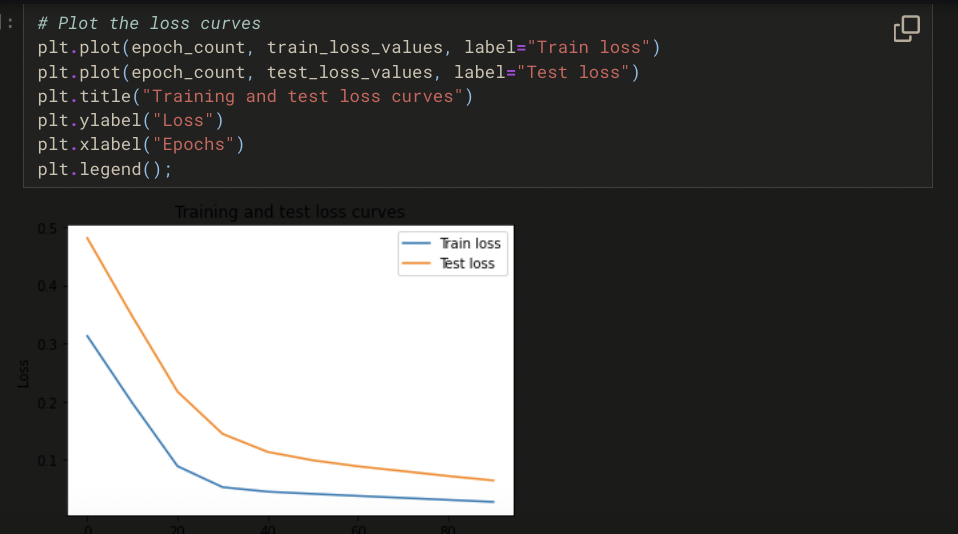 ]:
# Plot the loss curves
plt.plot(epoch_count, train_loss_values, label="Train loss")
plt.plot(epoch_count, test_loss_values, label="Test loss")
plt.title("Training and test loss curves")
plt.ylabel("Loss")
plt.xlabel("Epochs")
plt.legend();
Training and test loss curves
0.5
0.4
0.3
0.2
0.1
Loss
Train loss
Test loss
0 20 40 60 80